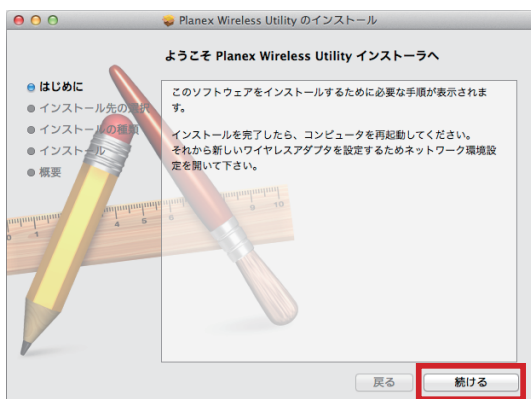 Planex Wireless Utility のインストール
ようこそ Planex Wireless Utility インストーラへ
はじめに
インストール先の選択
インストールの種類
インストール
概要
このソフトウェアをインストールするために必要な手順が表示されま
す。
インストールを完了したら、コンピュータを再起動してください。
それから新しいワイヤレスアダプタを設定するためネットワーク環境設
定を開いて下さい。
0 1 4 5 6 9 10
戻る
続ける